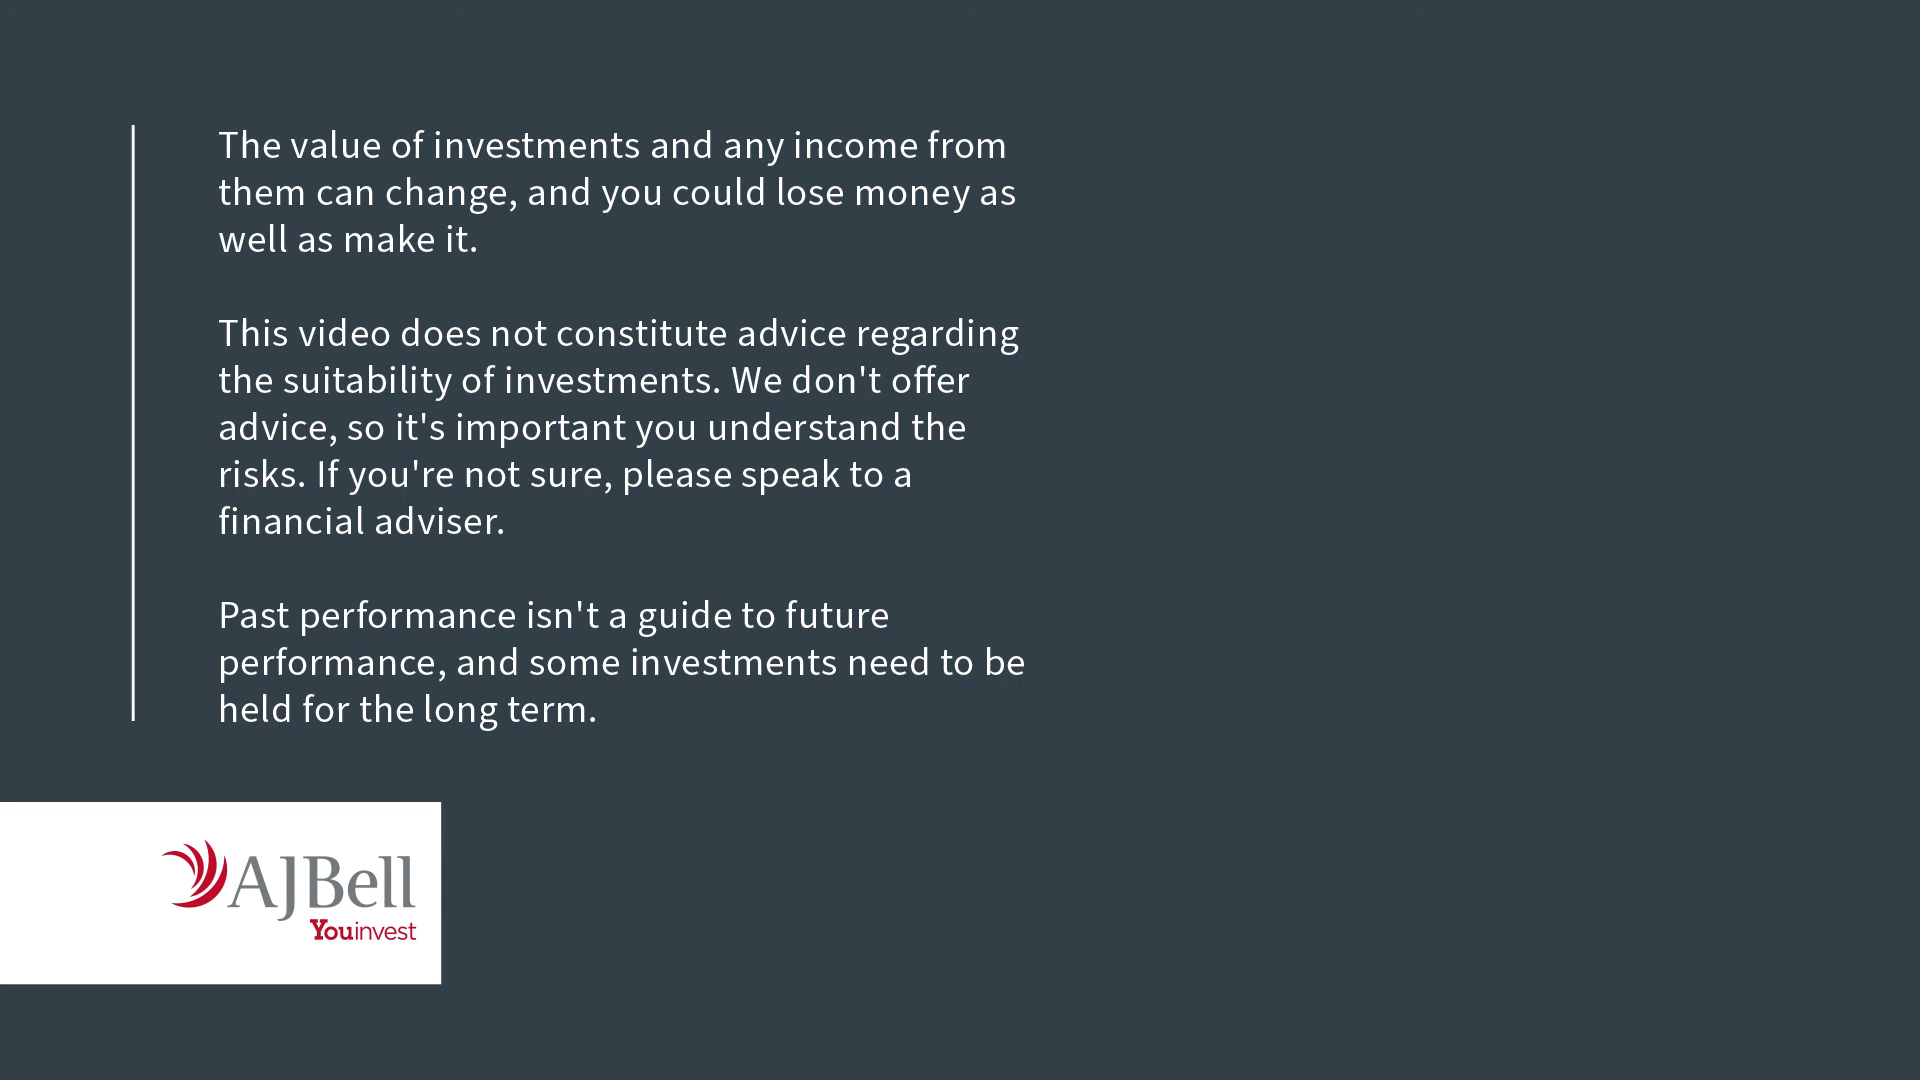 The value of investments and any income from
them can change, and you could lose money as
well as make it.
This video does not constitute advice regarding
the suitability of investments. We don't offer
advice, so it's important you understand the
risks. If you're not sure, please speak to a
financial adviser.
Past performance isn't a guide to future
performance, and some investments need to be
held for the long term.
AJBell
Youinvest